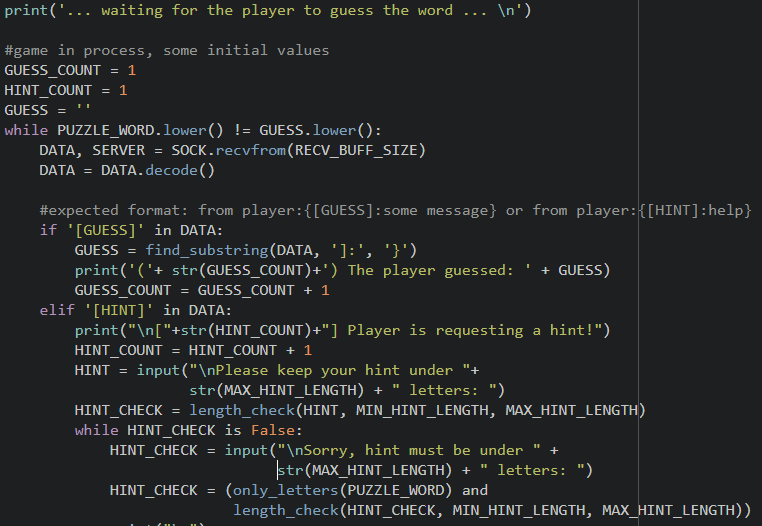 print('... waiting for the player to guess the word ... \n')

#game in process, some initial values
GUESS_COUNT = 1
HINT_COUNT = 1
GUESS = ''
while PUZZLE_WORD.lower() != GUESS.lower():
    DATA, SERVER = SOCK.recvfrom(RECV_BUFF_SIZE)
    DATA = DATA.decode()

    #expected format: from player:{[GUESS]:some message} or from player:{[HINT]:help}
    if '[GUESS]' in DATA:
        GUESS = find_substring(DATA, ']:', '}')
        print('('+ str(GUESS_COUNT)+') The player guessed: ' + GUESS)
        GUESS_COUNT = GUESS_COUNT + 1
    elif '[HINT]' in DATA:
        print("\n["+str(HINT_COUNT)+"] Player is requesting a hint!")
        HINT_COUNT = HINT_COUNT + 1
        HINT = input("\nPlease keep your hint under "+
                     str(MAX_HINT_LENGTH) + " letters: ")
        HINT_CHECK = length_check(HINT, MIN_HINT_LENGTH, MAX_HINT_LENGTH)
        while HINT_CHECK is False:
            HINT_CHECK = input("\nSorry, hint must be under " +
                               str(MAX_HINT_LENGTH) + " letters: ")
            HINT_CHECK = (only_letters(PUZZLE_WORD) and
                          length_check(HINT_CHECK, MIN_HINT_LENGTH, MAX_HINT_LENGTH))